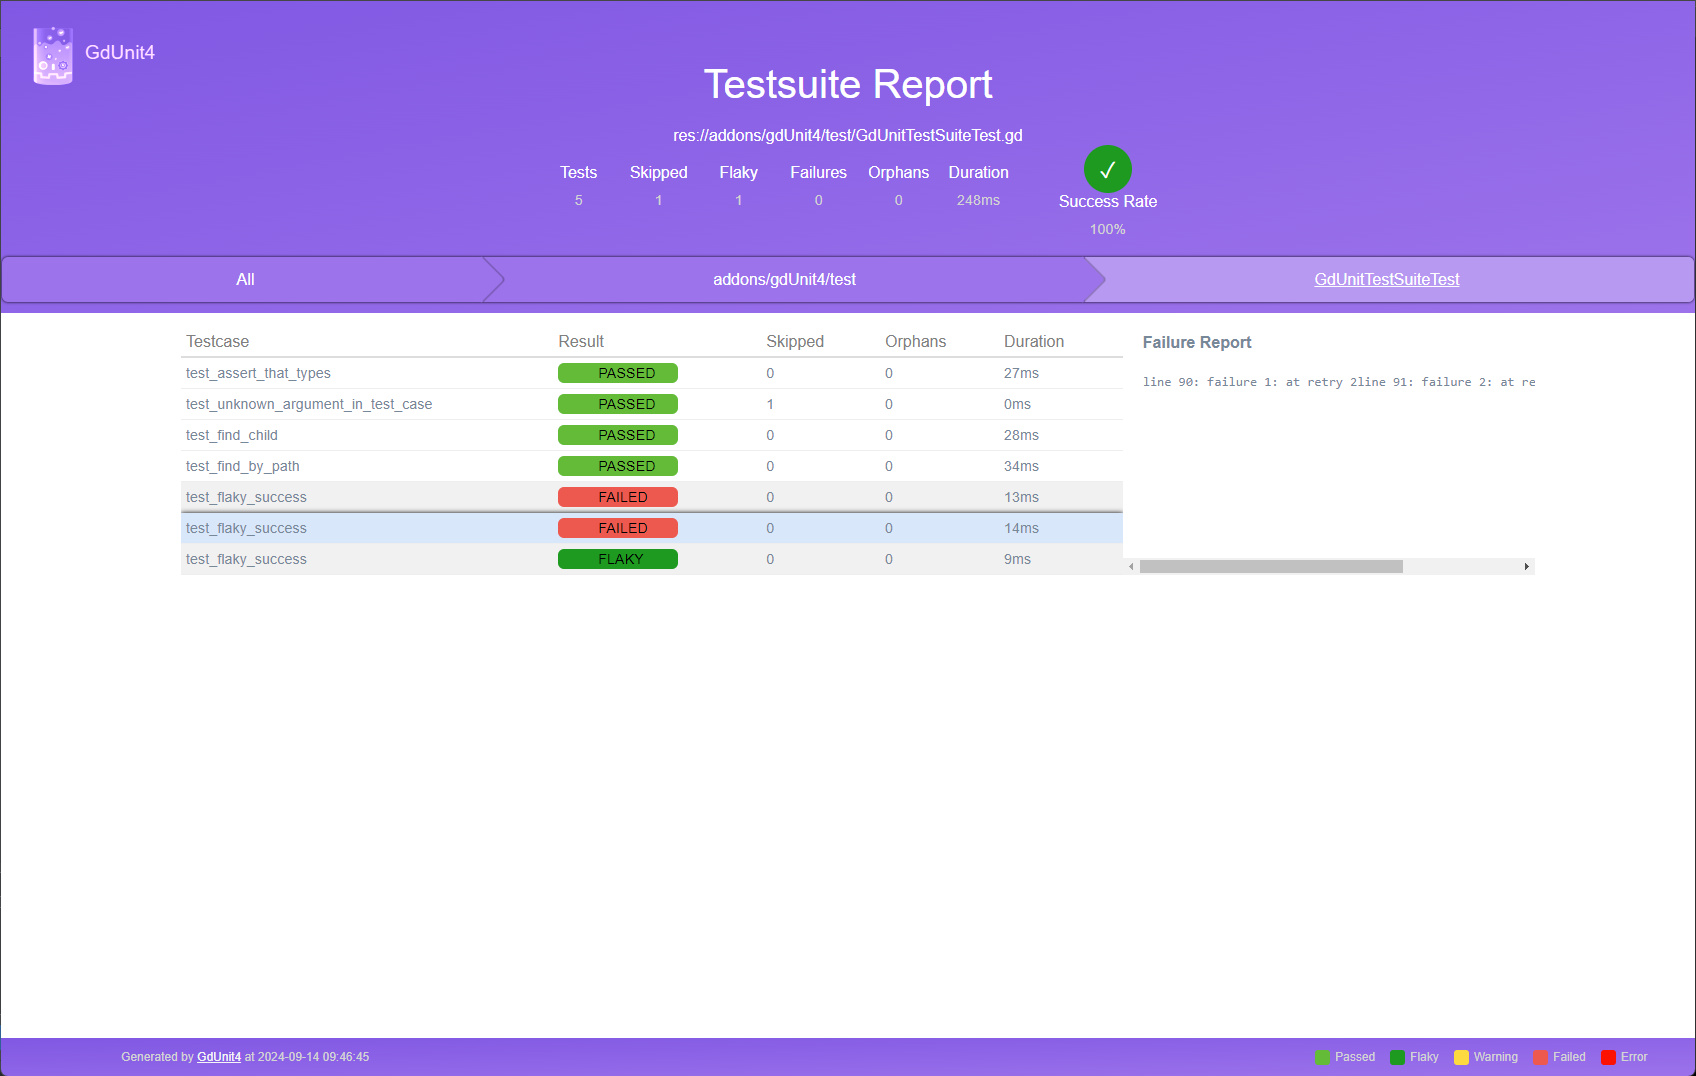 GdUnit4
Testsuite Report
res://addons/gdUnit4/test/GdUnitTestSuiteTest.gd
Tests Skipped Flaky Failures Orphans Duration
5 1 1 0 0 248ms
✓
Success Rate
100%
All addons/gdUnit4/test GdUnitTestSuiteTest
Testcase Result Skipped Orphans Duration
test_assert_that_types PASSED 0 0 27ms
test_unknown_argument_in_test_case PASSED 1 0 0ms
test_find_child PASSED 0 0 28ms
test_find_by_path PASSED 0 0 34ms
test_flaky_success FAILED 0 0 13ms
test_flaky_success FAILED 0 0 14ms
test_flaky_success FLAKY 0 0 9ms
Failure Report
line 90: failure 1: at retry 2line 91: failure 2: at re
Generated by GdUnit4 at 2024-09-14 09:46:45
Passed Flaky Warning Failed Error